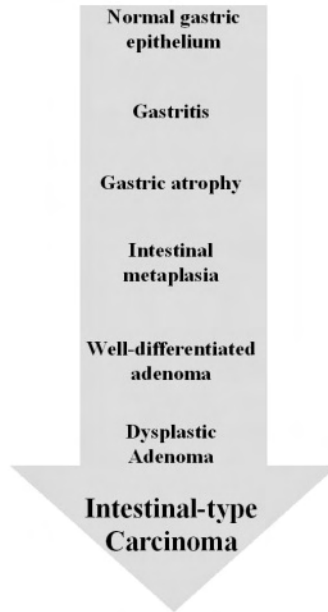 Normal gastric
epithelium
Gastritis
Gastric atrophy
Intestinal
metaplasia
Well-differentiated
adenoma
Dysplastic
Adenoma
Intestinal-type
Carcinoma